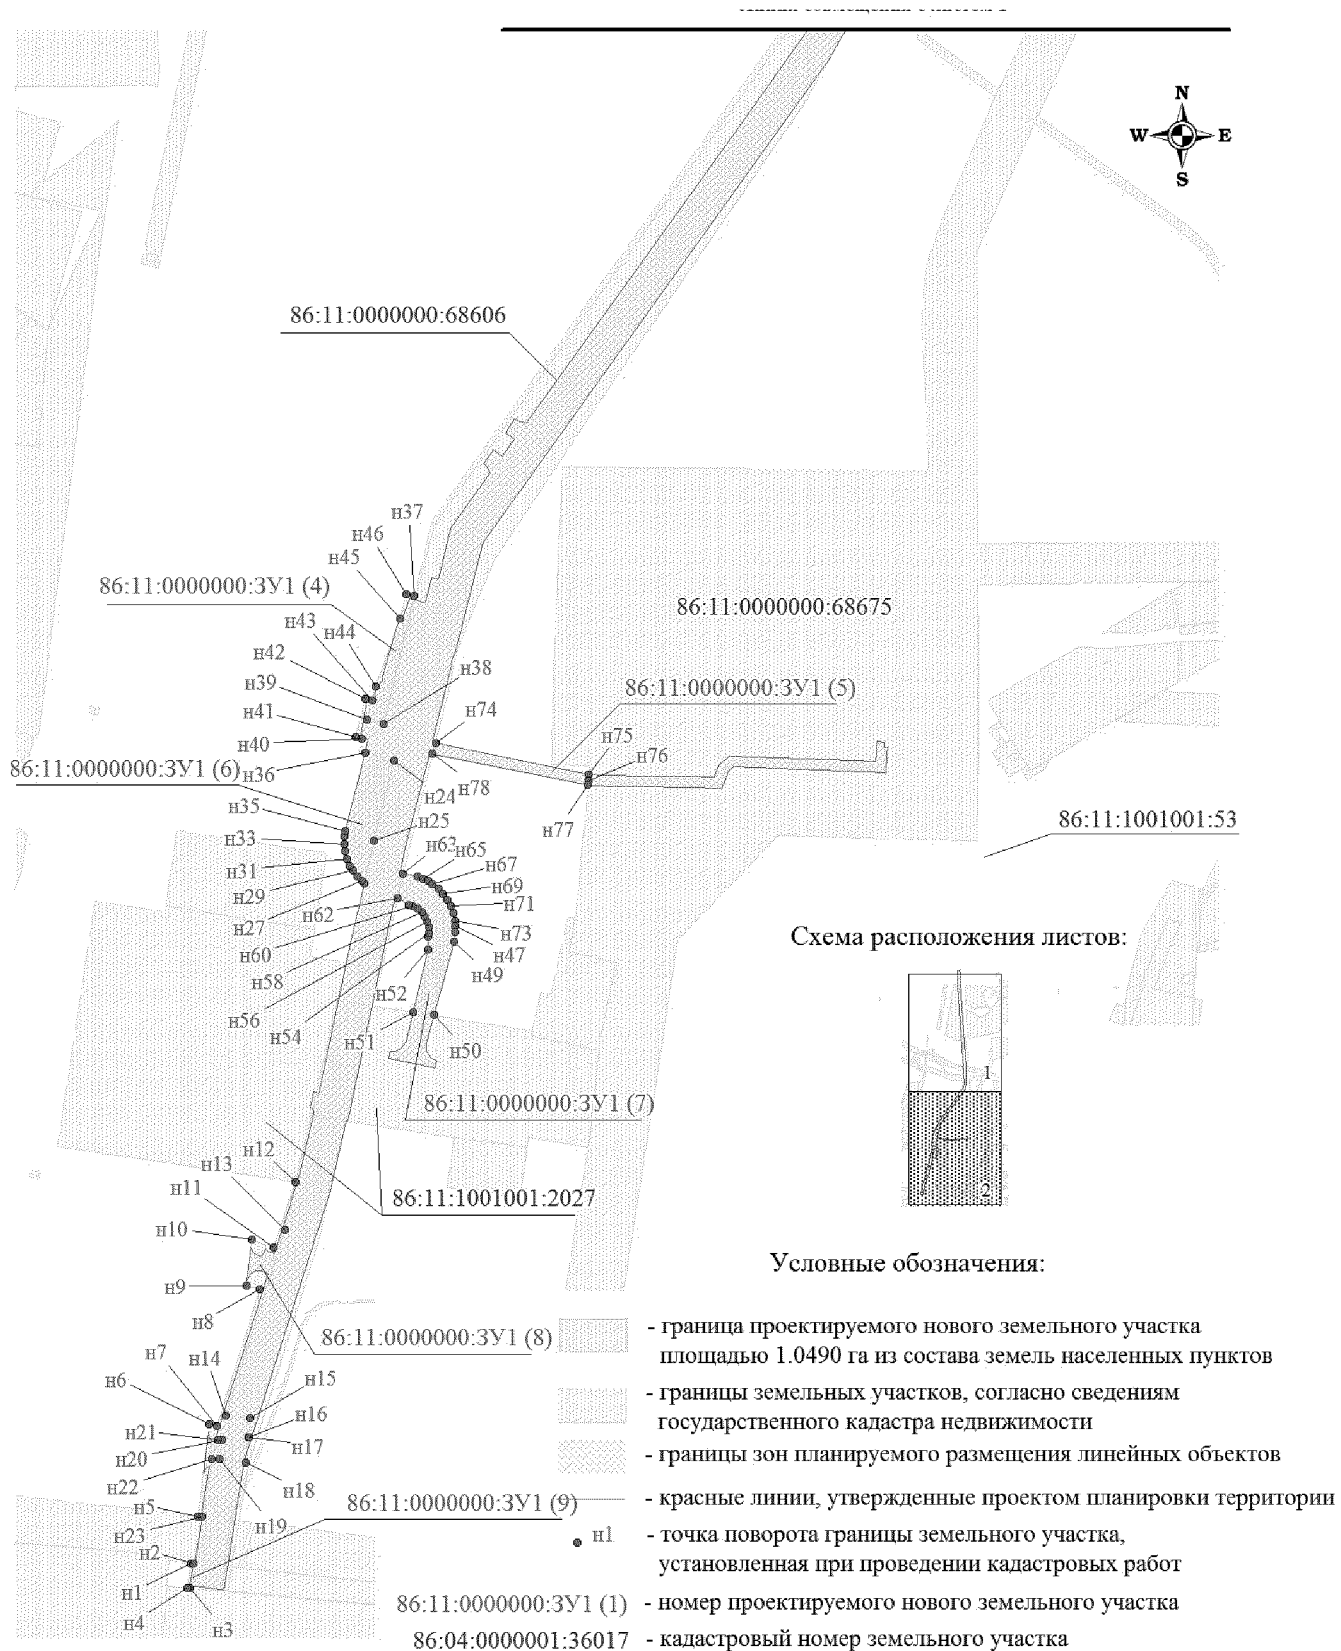 N
W E
S
86:11:0000000:68606
н37
н46
н45
86:11:0000000:ЗУ1 (4)
86:11:0000000:68675
н43
н44
н42
н38
н39
86:11:0000000:ЗУ1 (5)
н41
н74
н75
н40
н76
86:11:0000000:ЗУ1 (6)
н36
н78
н24
н35
н25
н77
86:11:1001001:53
н33
н63
н65
н31
н67
н29
н69
н71
н27
н62
н73
н60
н47
н58
н49
н52
н56
н54
н51
н50
Схема расположения листов:
1
2
86:11:0000000:ЗУ1 (7)
н12
н13
н11
86:11:1001001:2027
н10
н9
н8
Условные обозначения:
86:11:0000000:ЗУ1 (8)
- граница проектируемого нового земельного участка
площадью 1.0490 га из состава земель населенных пунктов
н7
н14
н6
н15
н16
- границы земельных участков, согласно сведениям
государственного кадастра недвижимости
н21
н17
н20
- границы зон планируемого размещения линейных объектов
н22
н18
н5
86:11:0000000:ЗУ1 (9)
- красные линии, утвержденные проектом планировки территории
н23
н19
н1 - точка поворота границы земельного участка,
установленная при проведении кадастровых работ
н2
н1
н4
н3
86:11:0000000:ЗУ1 (1) - номер проектируемого нового земельного участка
86:04:0000001:36017 - кадастровый номер земельного участка